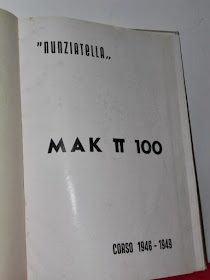 "NUNZIATELLA„
MAK π 100
CORSO 1946-1949